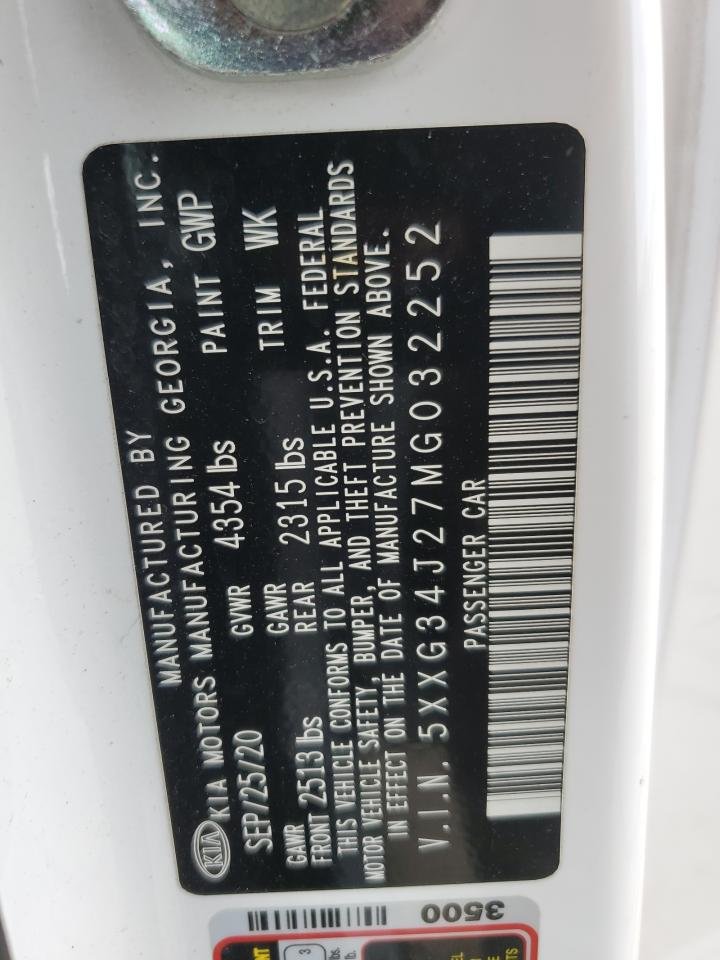 MANUFACTURED BY
KIA KIA MOTORS MANUFACTURING GEORGIA, INC.
SEP/25/20 GVWR 4354 lbs PAINT GWP
GAWR FRONT 2513 lbs GAWR REAR 2315 lbs TRIM WK
THIS VEHICLE CONFORMS TO ALL APPLICABLE U.S.A. FEDERAL
MOTOR VEHICLE SAFETY, BUMPER, AND THEFT PREVENTION STANDARDS
IN EFFECT ON THE DATE OF MANUFACTURE SHOWN ABOVE.
V.I.N. 5XXG34J27MG032252
PASSENGER CAR
3500
3